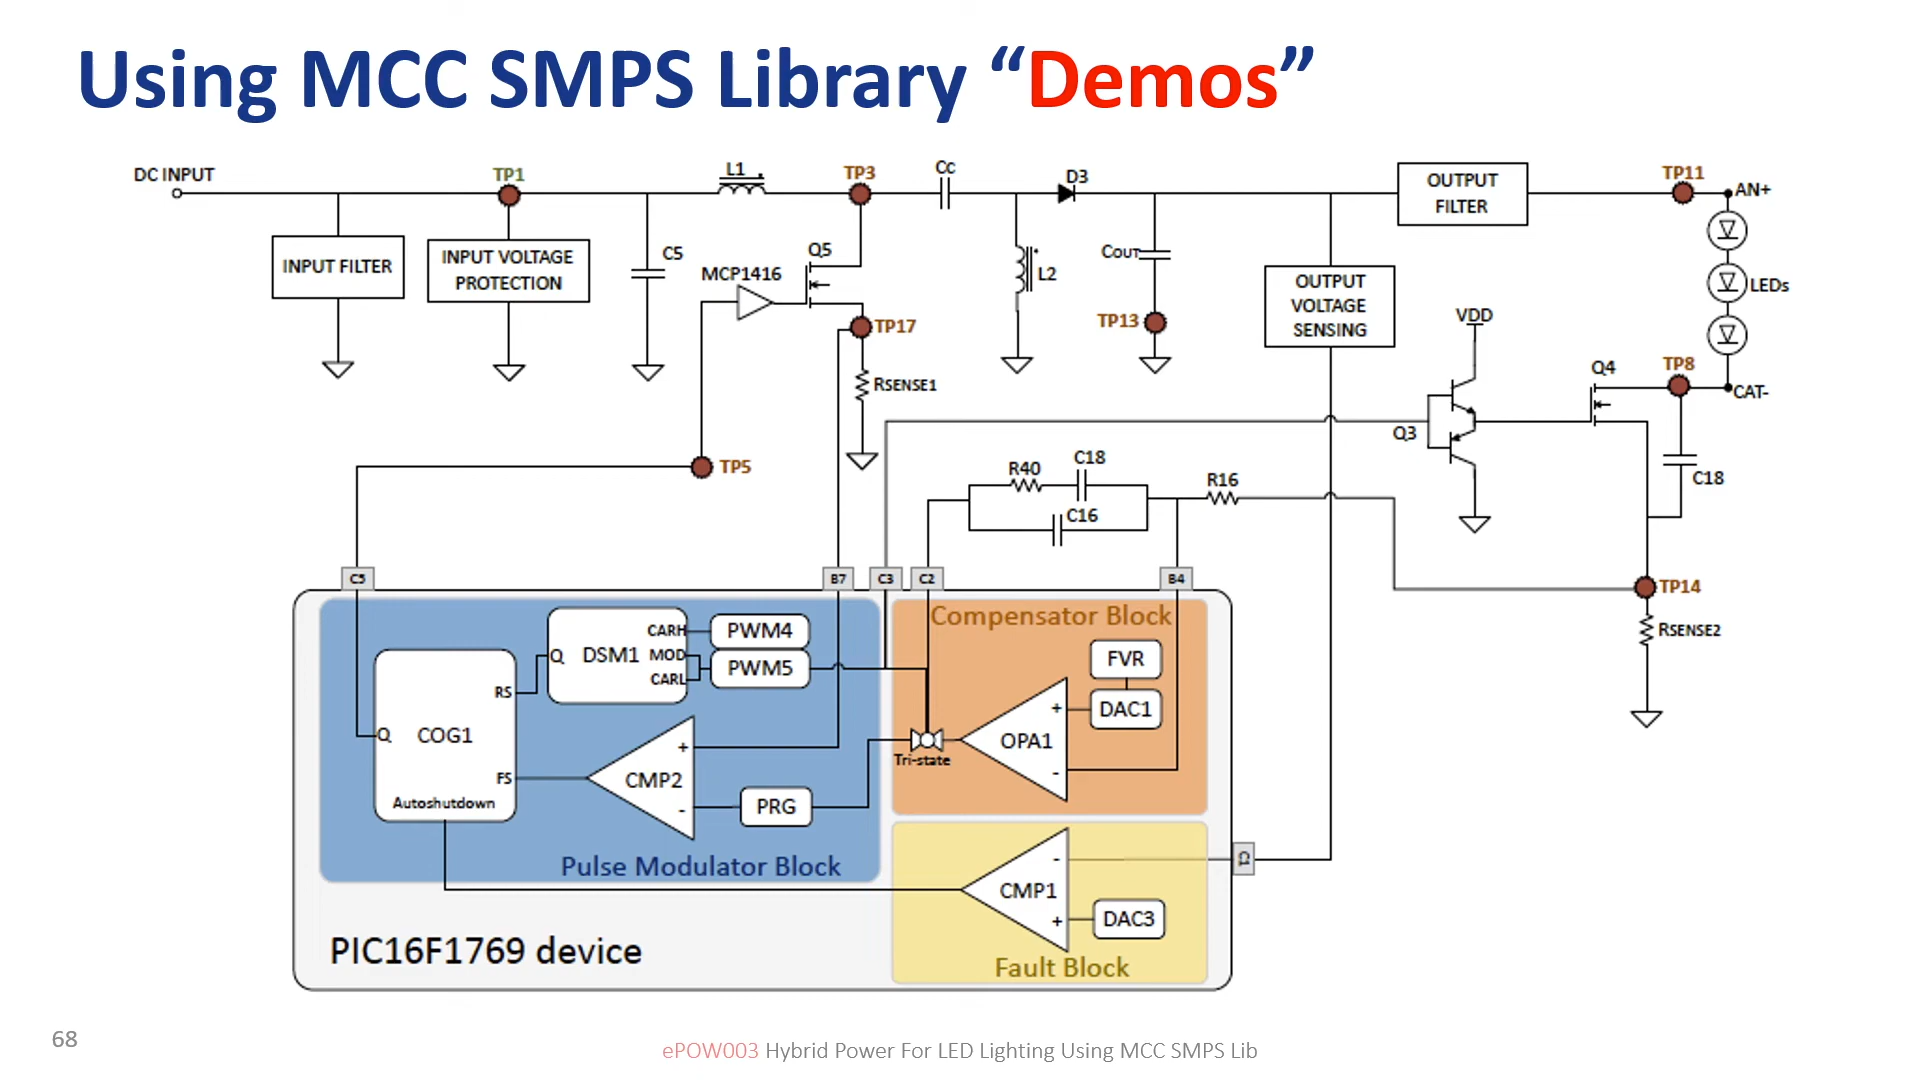 Using MCC SMPS Library “Demos”
DC INPUT
TP1
L1
TP3
Cc
D3
OUTPUT
FILTER
TP11
AN+
INPUT FILTER
INPUT VOLTAGE
PROTECTION
C5
MCP1416
Q5
L2
COUT
TP13
OUTPUT
VOLTAGE
SENSING
LEDs
VDD
TP17
RSENSE1
Q4
TP8
CAT-
Q3
TP5
R40
C18
C16
R16
C18
C5
B7
C3
C2
B4
TP14
RSENSE2
Compensator Block
CARH
PWM4
Q
DSM1
MOD
PWM5
CARL
FVR
RS
+
DAC1
Q
COG1
OPA1
-
Tri-state
+
FS
CMP2
-
PRG
Autoshutdown
Pulse Modulator Block
-
C1
CMP1
+
DAC3
PIC16F1769 device
Fault Block
68
ePOW003 Hybrid Power For LED Lighting Using MCC SMPS Lib